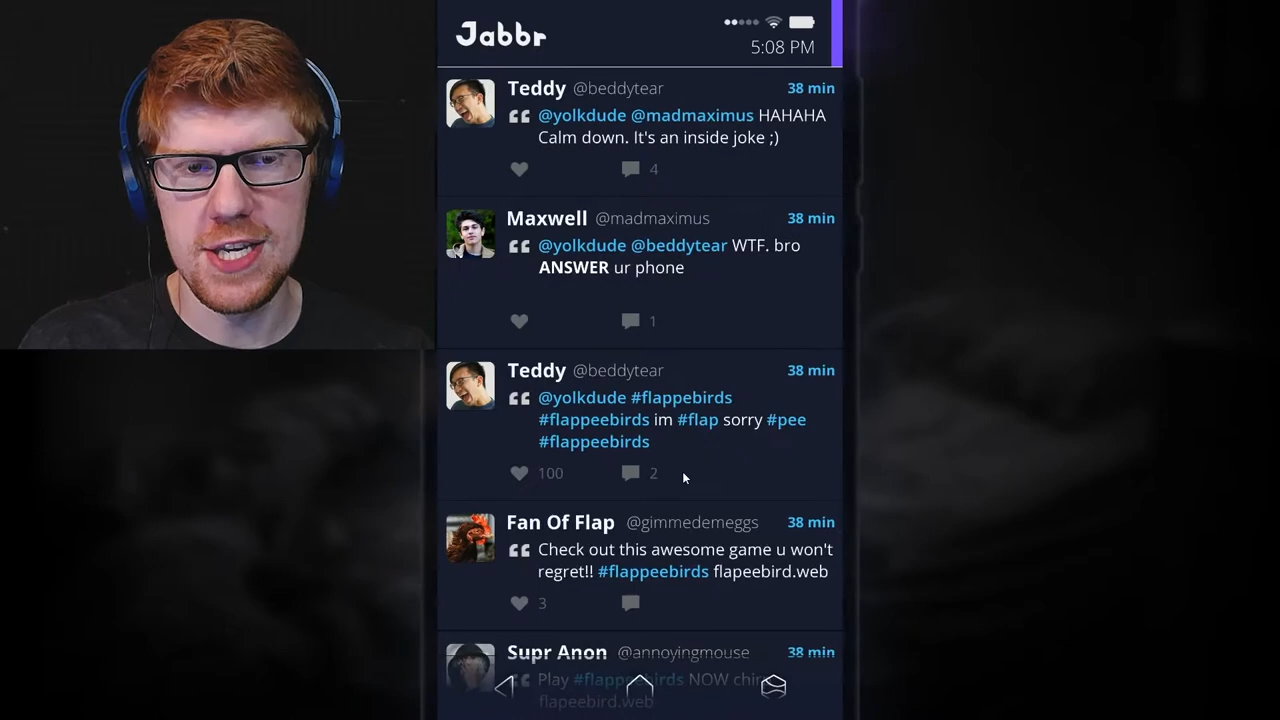 Jabbr
5:08 PM
Teddy @beddytear 38 min
@yolkdude @madmaximus HAHAHA
Calm down. It's an inside joke ;)
4
Maxwell @madmaximus 38 min
@yolkdude @beddytear WTF. bro
ANSWER ur phone
1
Teddy @beddytear 38 min
@yolkdude #flappebirds
#flappeebirds im #flap sorry #pee
#flappeebirds
100 2
Fan Of Flap @gimmedemeggs 38 min
Check out this awesome game u won't
regret!! #flappeebirds flapeebird.web
3
Supr Anon @annoyingmouse 38 min
Play #flappeebirds NOW
flapeebird.web